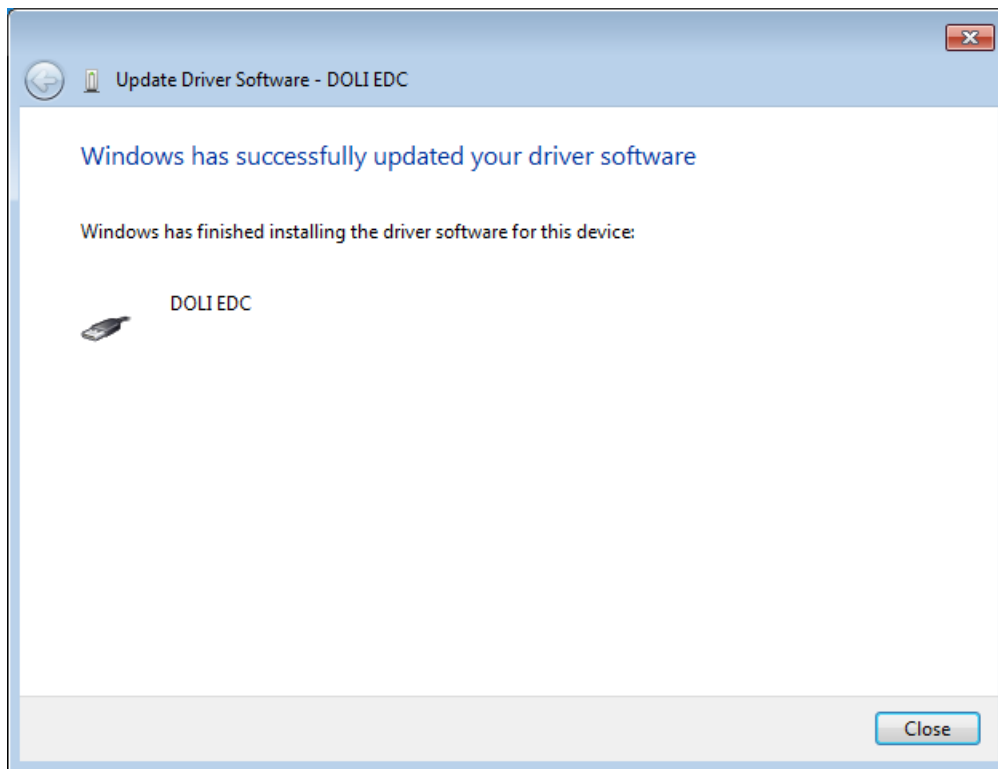 Update Driver Software - DOLI EDC
Windows has successfully updated your driver software
Windows has finished installing the driver software for this device:
DOLI EDC
Close